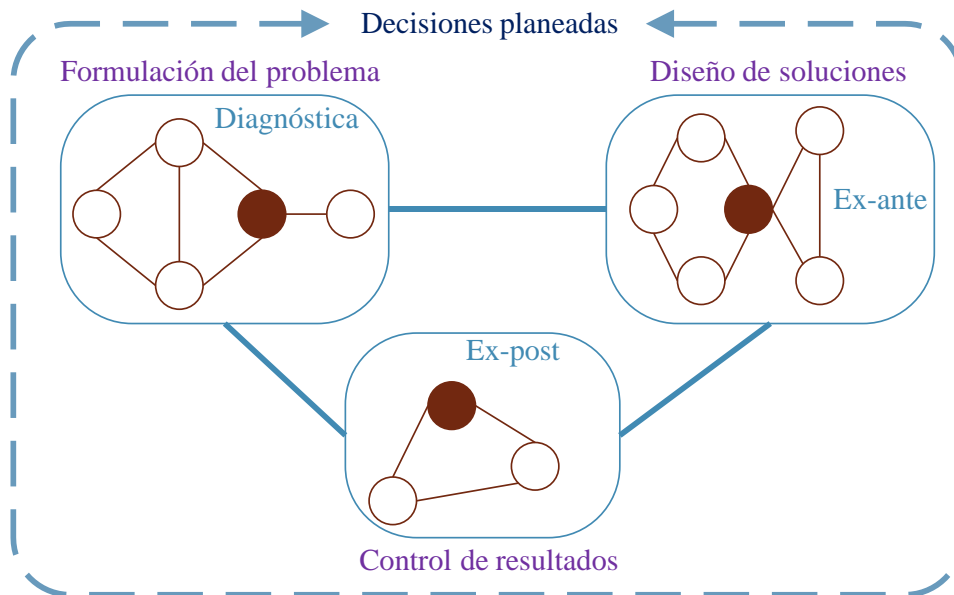 Decisiones planeadas
Formulación del problema
Diseño de soluciones
Diagnóstica
Ex-ante
Ex-post
Control de resultados